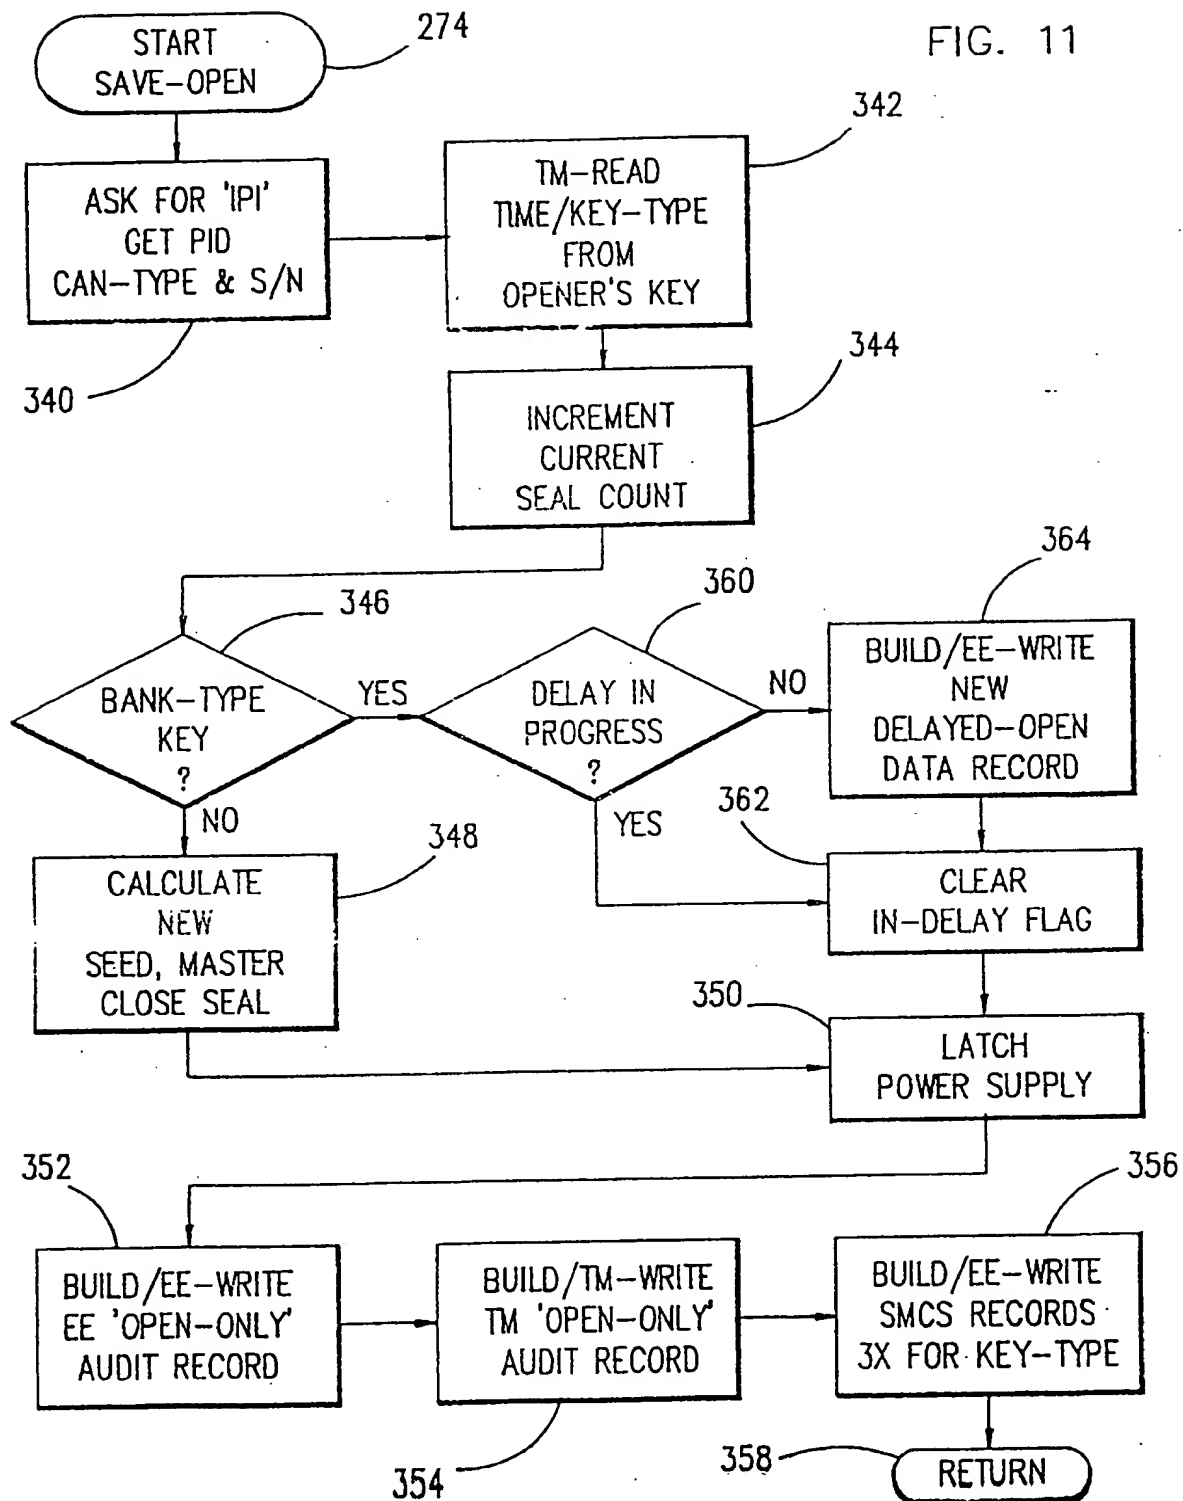 FIG. 11
START
SAVE-OPEN
274
ASK FOR 'IPI'
GET PID
CAN-TYPE & S/N
340
TM-READ
TIME/KEY-TYPE
FROM
OPENER'S KEY
342
INCREMENT
CURRENT
SEAL COUNT
344
BANK-TYPE
KEY
?
346
YES
NO
DELAY IN
PROGRESS
?
360
NO
YES
BUILD/EE-WRITE
NEW
DELAYED-OPEN
DATA RECORD
364
CLEAR
IN-DELAY FLAG
362
CALCULATE
NEW
SEED, MASTER
CLOSE SEAL
348
LATCH
POWER SUPPLY
350
BUILD/EE-WRITE
EE 'OPEN-ONLY'
AUDIT RECORD
352
BUILD/TM-WRITE
TM 'OPEN-ONLY'
AUDIT RECORD
354
BUILD/EE-WRITE
SMCS RECORDS
3X FOR KEY-TYPE
356
RETURN
358